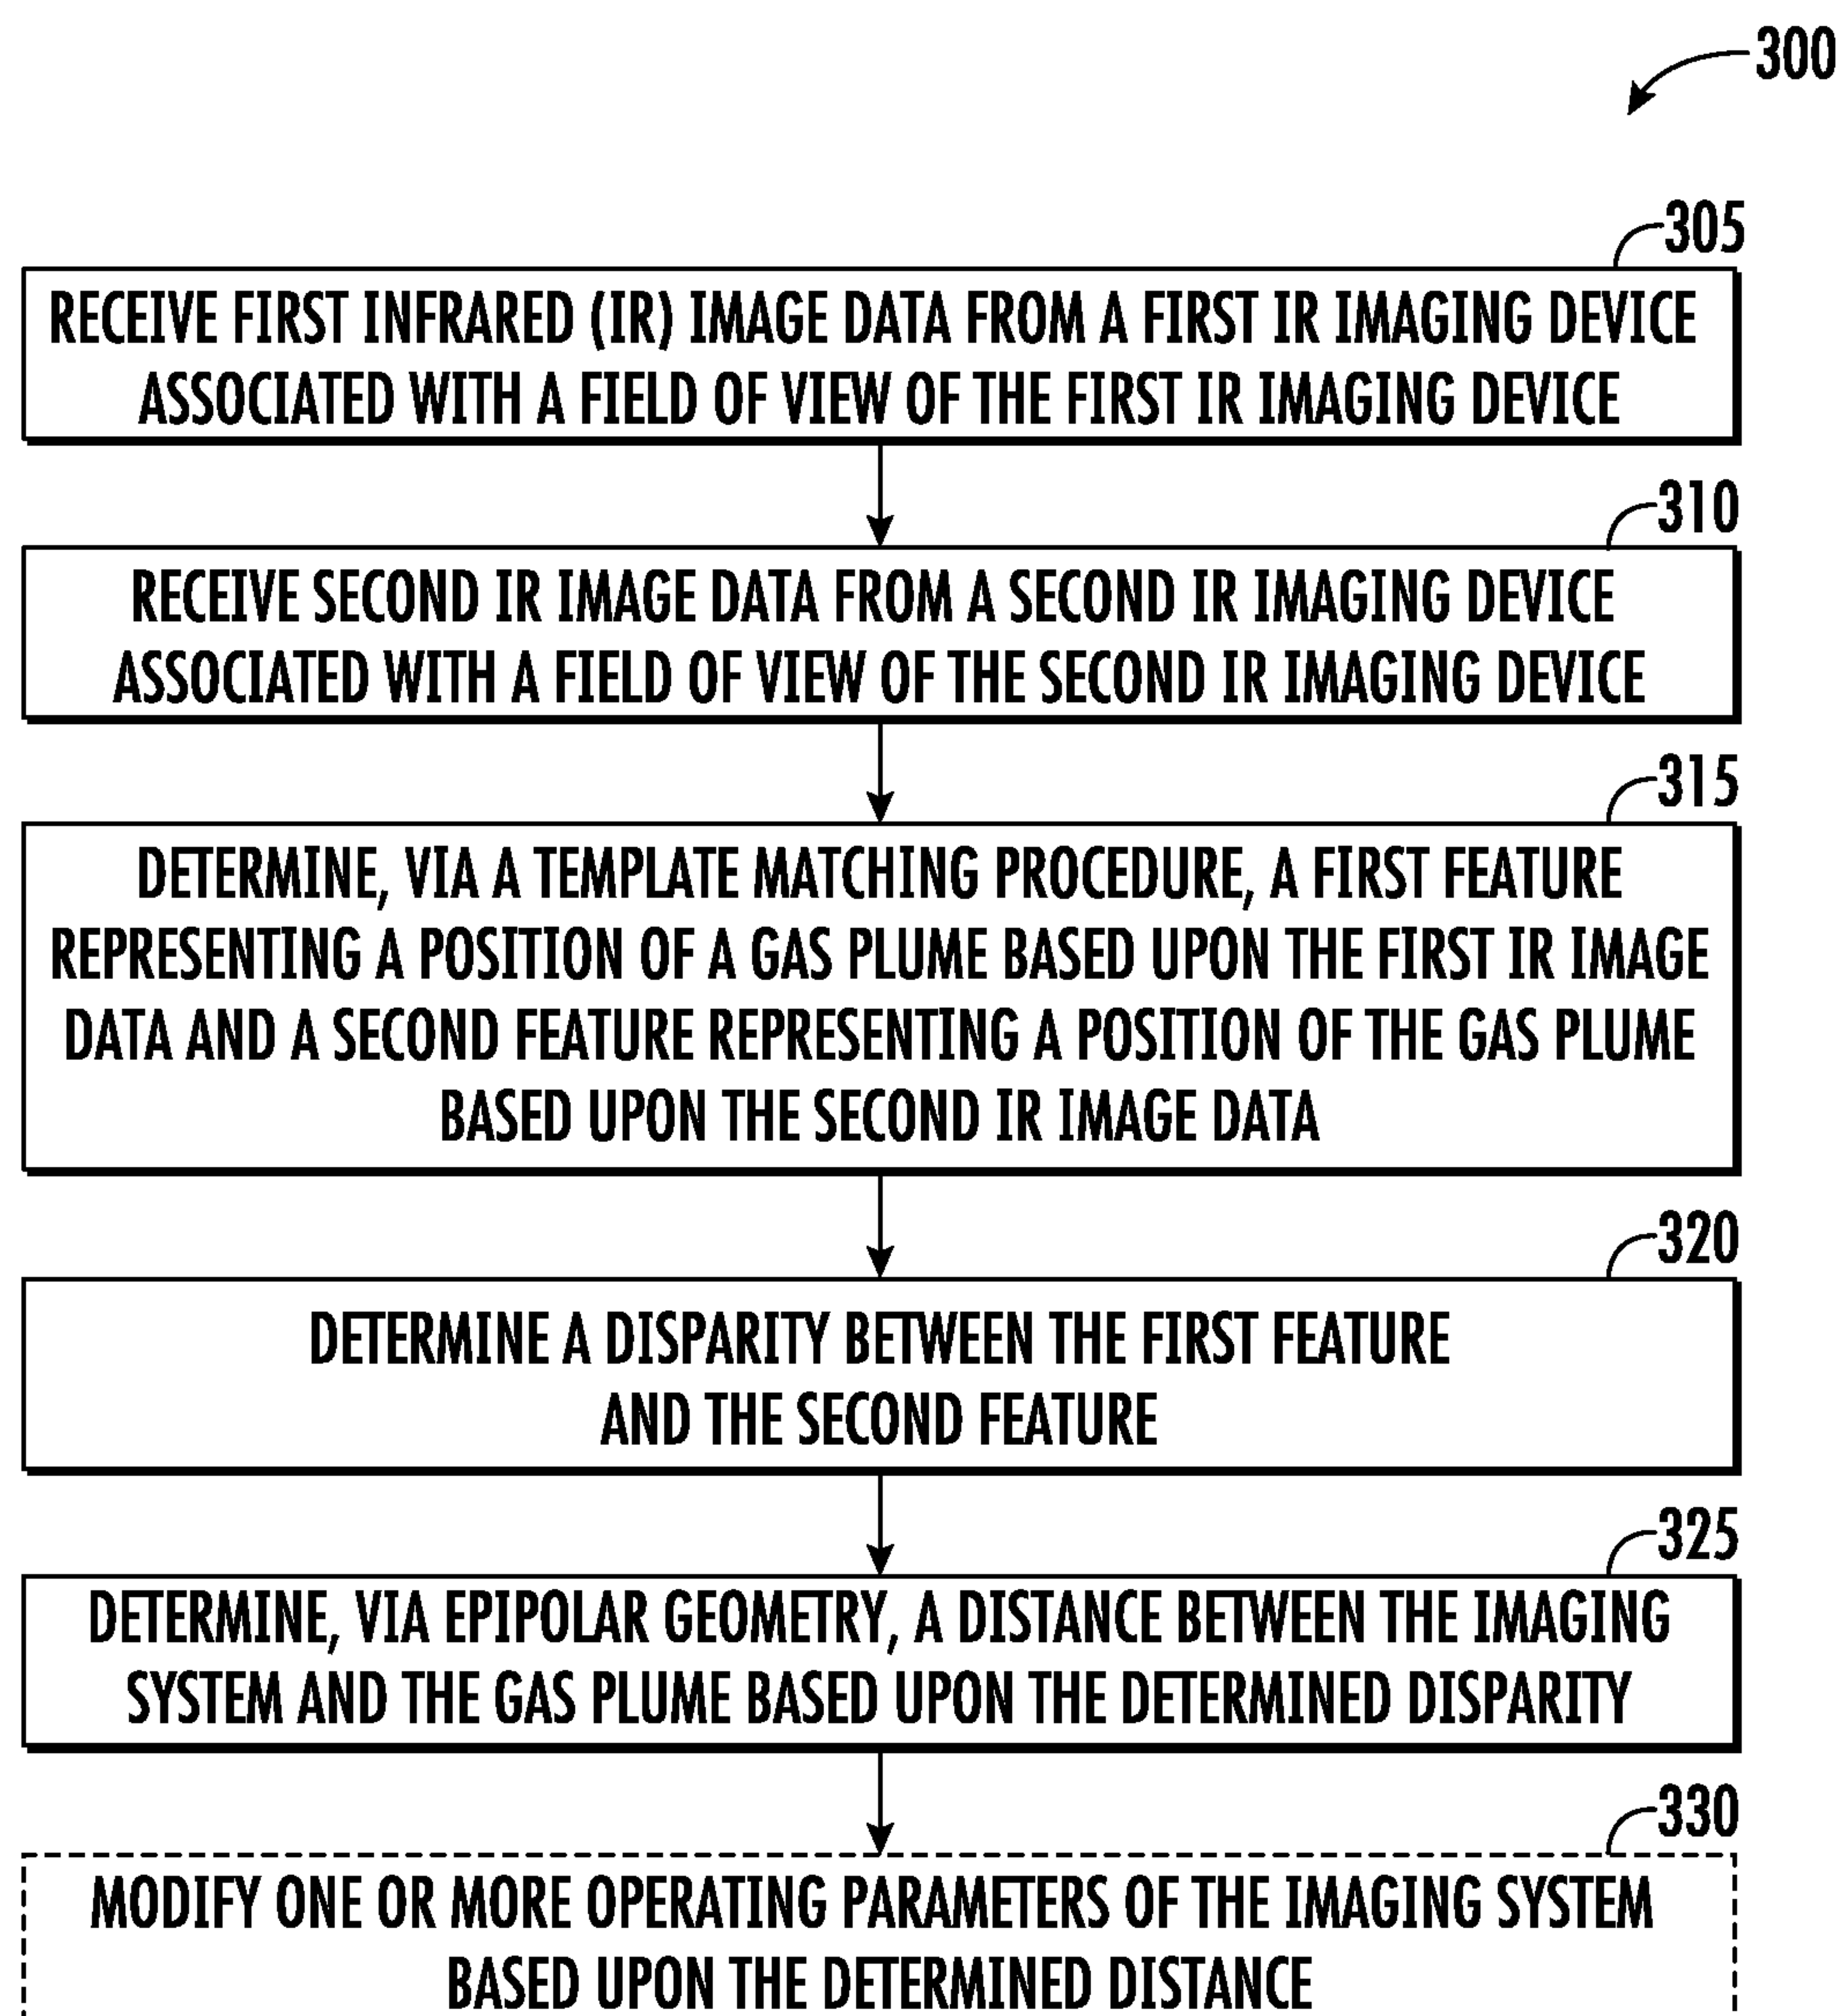 300
305
RECEIVE FIRST INFRARED (IR) IMAGE DATA FROM A FIRST IR IMAGING DEVICE
ASSOCIATED WITH A FIELD OF VIEW OF THE FIRST IR IMAGING DEVICE
310
RECEIVE SECOND IR IMAGE DATA FROM A SECOND IR IMAGING DEVICE
ASSOCIATED WITH A FIELD OF VIEW OF THE SECOND IR IMAGING DEVICE
315
DETERMINE, VIA A TEMPLATE MATCHING PROCEDURE, A FIRST FEATURE
REPRESENTING A POSITION OF A GAS PLUME BASED UPON THE FIRST IR IMAGE
DATA AND A SECOND FEATURE REPRESENTING A POSITION OF THE GAS PLUME
BASED UPON THE SECOND IR IMAGE DATA
320
DETERMINE A DISPARITY BETWEEN THE FIRST FEATURE
AND THE SECOND FEATURE
325
DETERMINE, VIA EPIPOLAR GEOMETRY, A DISTANCE BETWEEN THE IMAGING
SYSTEM AND THE GAS PLUME BASED UPON THE DETERMINED DISPARITY
330
MODIFY ONE OR MORE OPERATING PARAMETERS OF THE IMAGING SYSTEM
BASED UPON THE DETERMINED DISTANCE